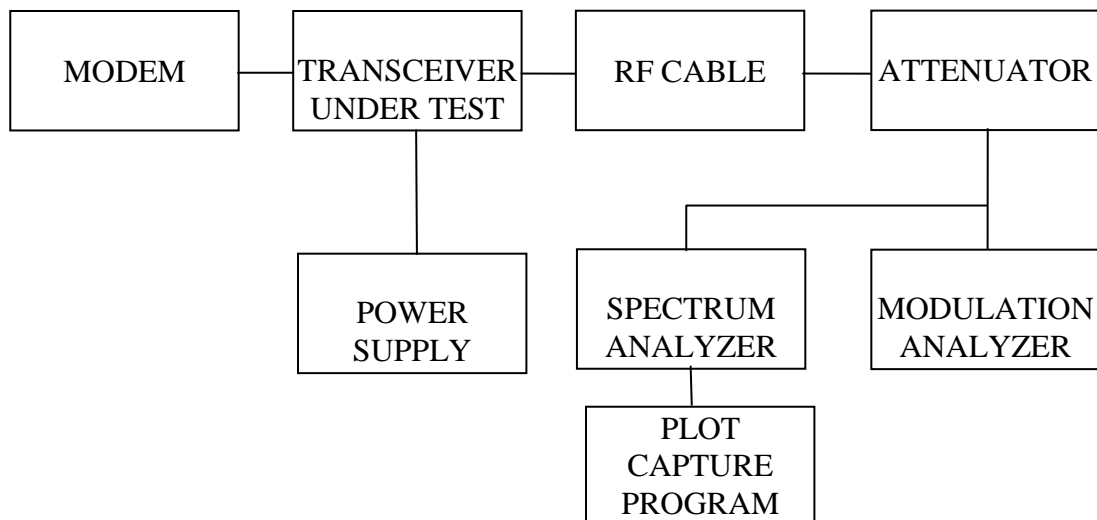 MODEM
TRANSCEIVER
UNDER TEST
RF CABLE
ATTENUATOR
POWER
SUPPLY
SPECTRUM
ANALYZER
MODULATION
ANALYZER
PLOT
CAPTURE
PROGRAM